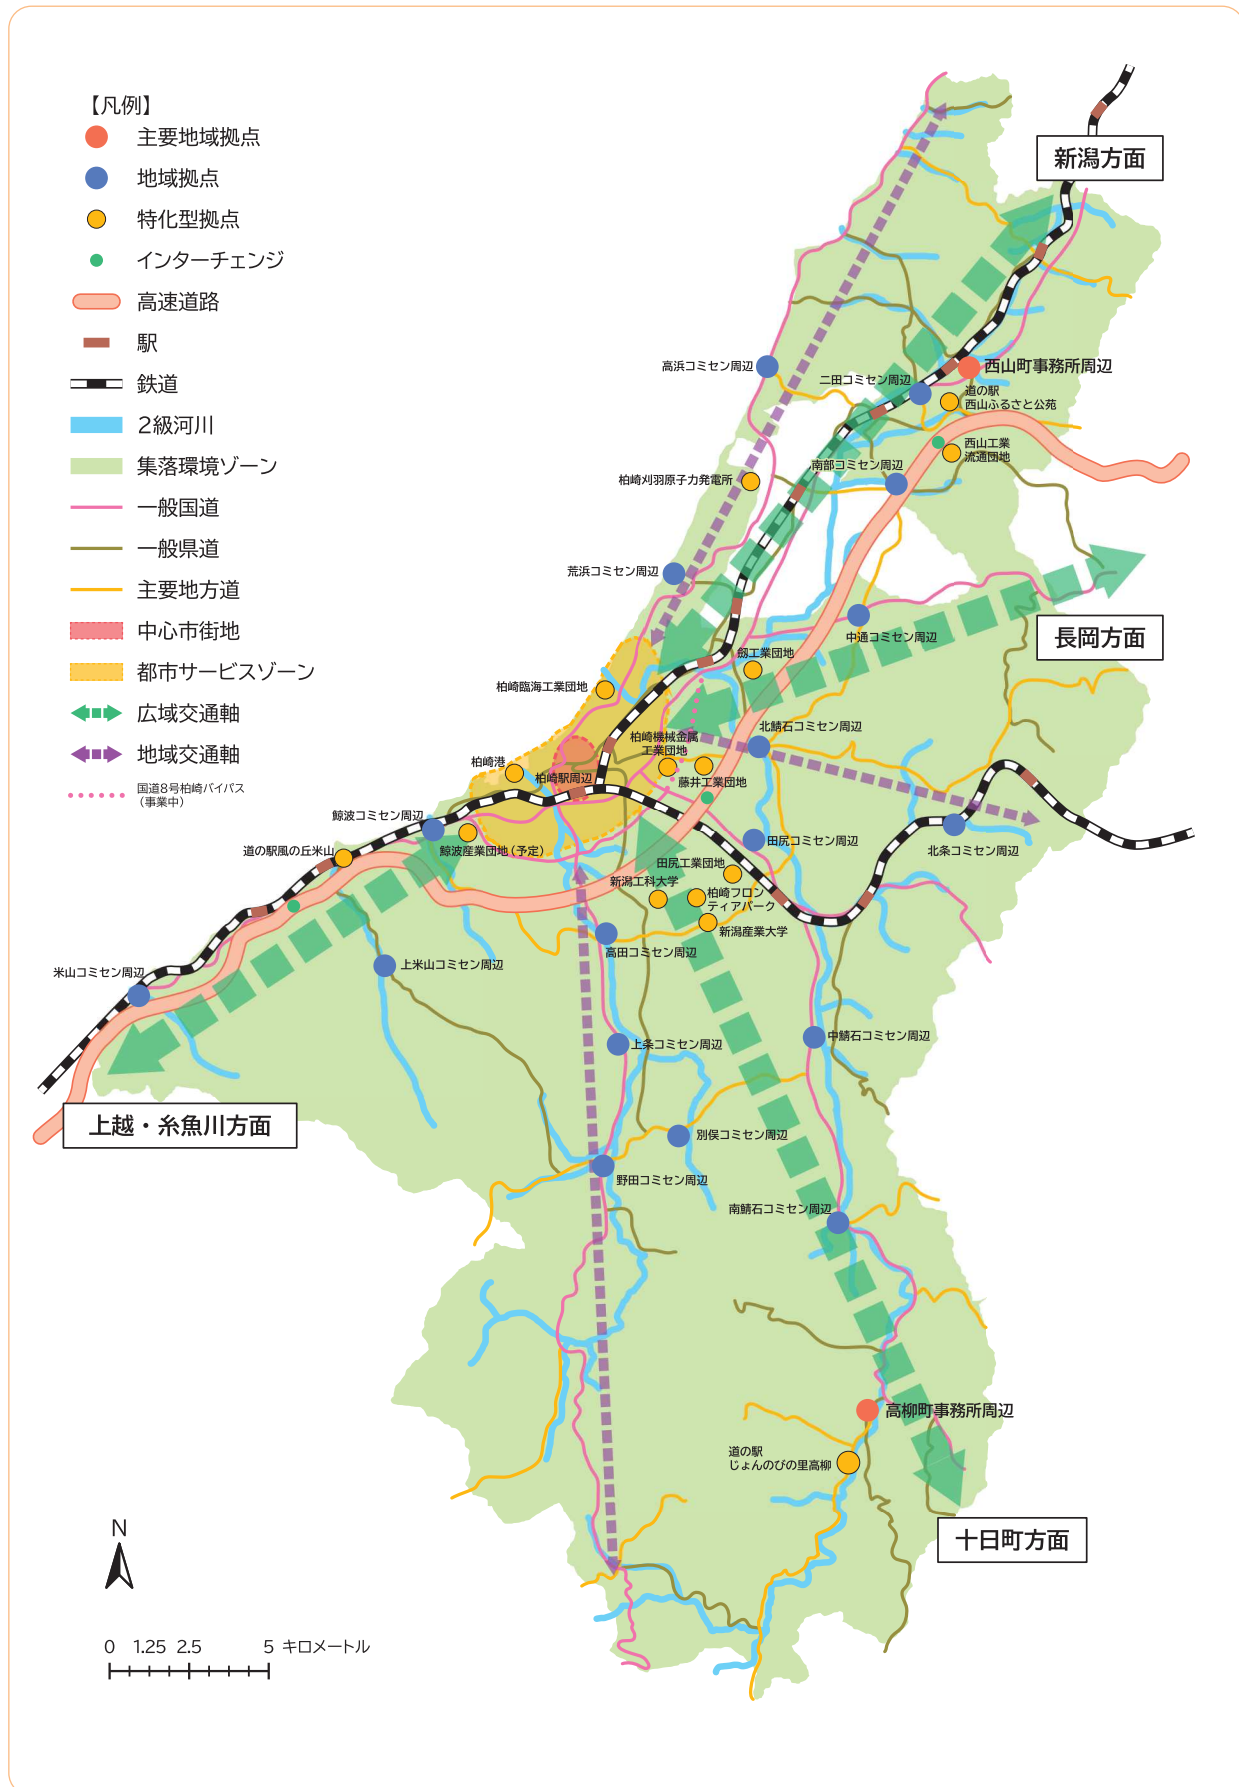 【凡例】
主要地域拠点
地域拠点
特化型拠点
インターチェンジ
高速道路
駅
鉄道
2級河川
集落環境ゾーン
一般国道
一般県道
主要地方道
中心市街地
都市サービスゾーン
広域交通軸
地域交通軸
国道8号柏崎バイパス
（事業中）
新潟方面
高浜コミセン周辺
二田コミセン周辺
西山町事務所周辺
道の駅
西山ふるさと公苑
西山工業
流通団地
南部コミセン周辺
柏崎刈羽原子力発電所
荒浜コミセン周辺
中通コミセン周辺
長岡方面
剱工業団地
柏崎臨海工業団地
北鯖石コミセン周辺
柏崎機械金属
工業団地
柏崎港
柏崎駅周辺
藤井工業団地
鯨波コミセン周辺
鯨波産業団地（予定）
道の駅風の丘米山
田尻コミセン周辺
北条コミセン周辺
田尻工業団地
新潟工科大学
柏崎フロン
ティアパーク
新潟産業大学
高田コミセン周辺
上米山コミセン周辺
米山コミセン周辺
上条コミセン周辺
中鯖石コミセン周辺
上越・糸魚川方面
別俣コミセン周辺
野田コミセン周辺
南鯖石コミセン周辺
高柳町事務所周辺
道の駅
じょんのびの里高柳
十日町方面
N
0 1.25 2.5 5 キロメートル